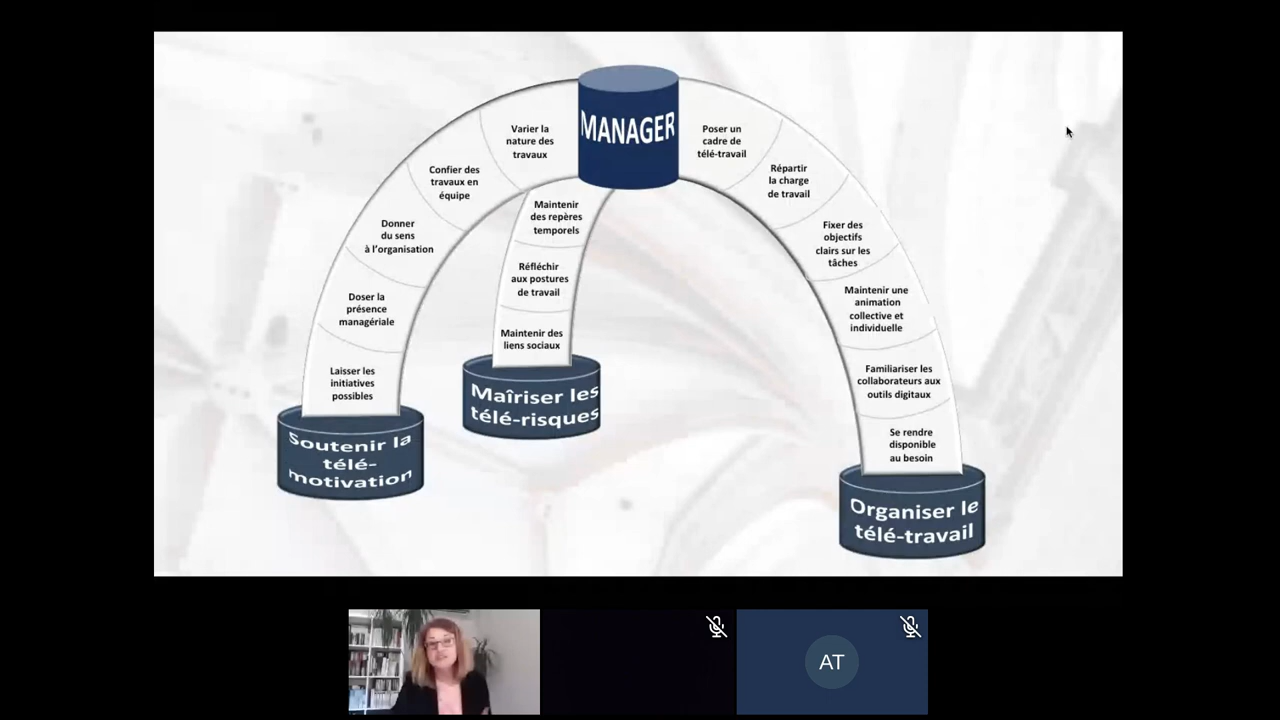 MANAGER
Varier la
nature des
travaux
Confier des
travaux en
équipe
Donner
du sens
à l'organisation
Doser la
présence
managériale
Laisser les
initiatives
possibles
Soutenir la
télé-
motivation
Maintenir
des repères
temporels
Réfléchir
aux postures
de travail
Maintenir des
liens sociaux
Maîriser les
télé-risques
Poser un
cadre de
télé-travail
Répartir
la charge
de travail
Fixer des
objectifs
clairs sur les
tâches
Maintenir une
animation
collective et
individuelle
Familiariser les
collaborateurs aux
outils digitaux
Se rendre
disponible
au besoin
Organiser le
télé-travail
AT